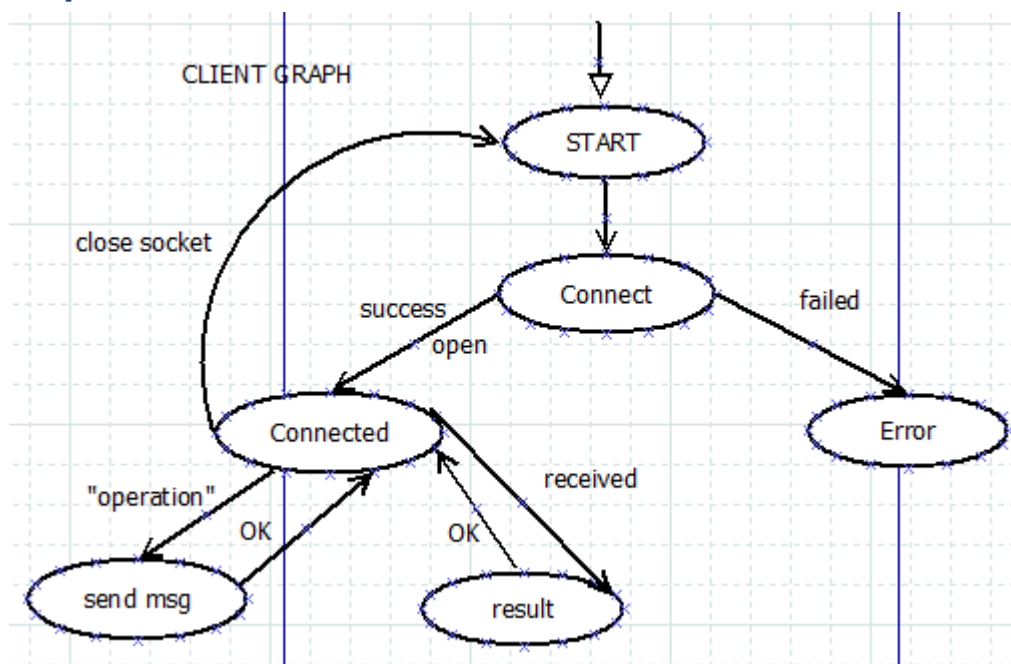 CLIENT GRAPH
START
close socket
Connect
success
open
failed
Connected
Error
"operation"
OK
received
OK
send msg
result